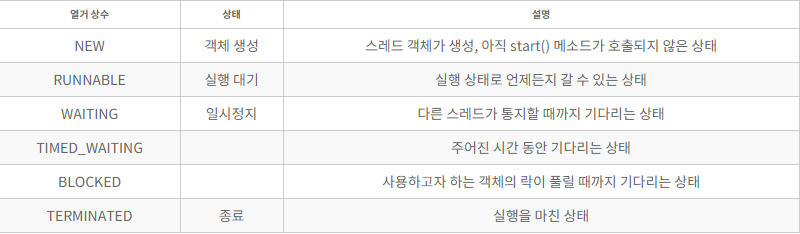 열거 상수 상태 설명
NEW 객체 생성 스레드 객체가 생성, 아직 start() 메소드가 호출되지 않은 상태
RUNNABLE 실행 대기 실행 상태로 언제든지 갈 수 있는 상태
WAITING 일시정지 다른 스레드가 통지할 때까지 기다리는 상태
TIMED_WAITING 주어진 시간 동안 기다리는 상태
BLOCKED 사용하고자 하는 객체의 락이 풀릴 때까지 기다리는 상태
TERMINATED 종료 실행을 마친 상태